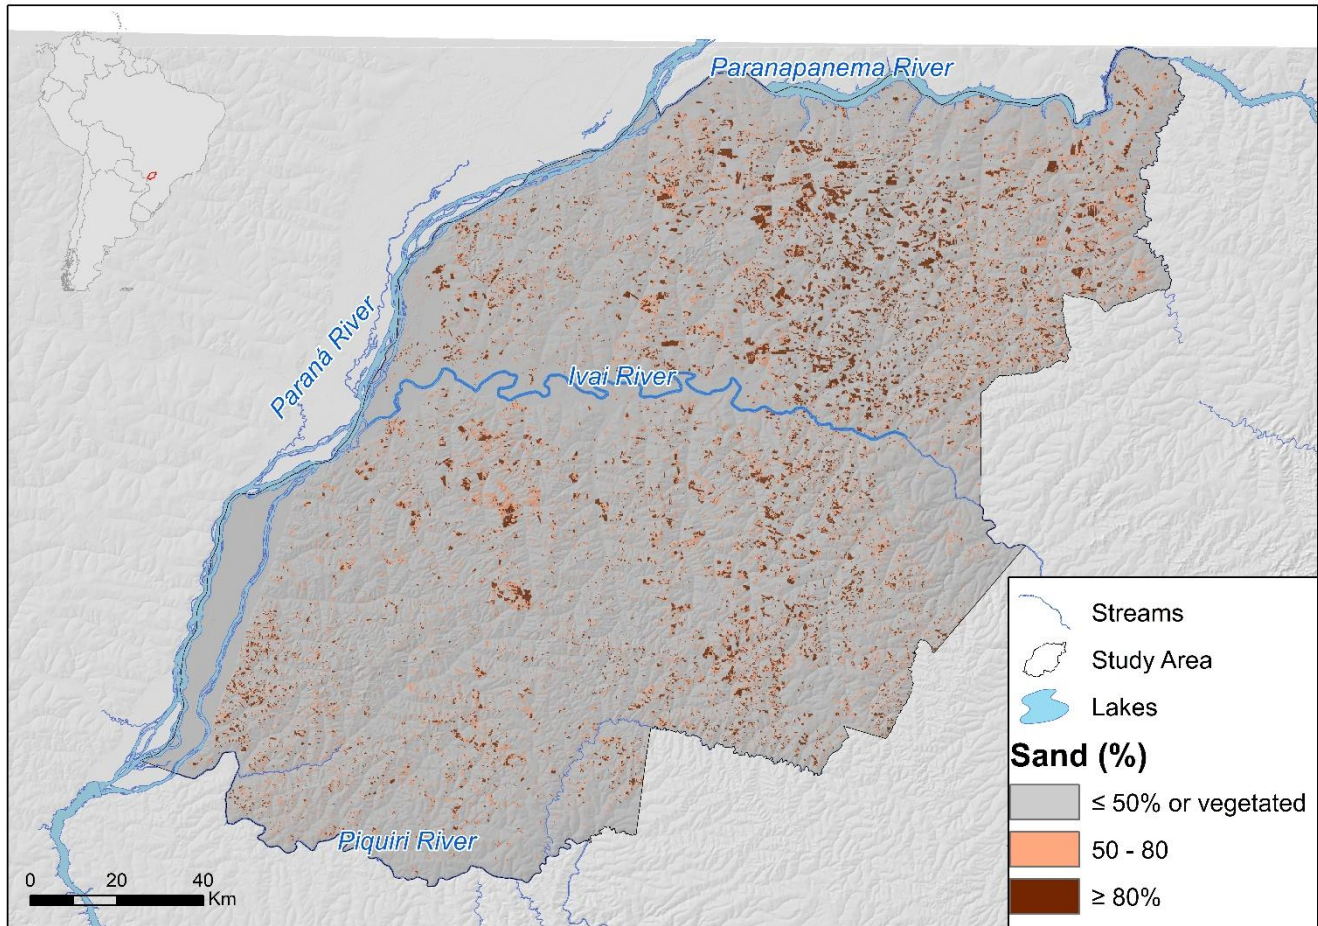 Paranapanema River
Paraná River
Ivai River
Piquiri River
0 20 40
Km
Streams
Study Area
Lakes
Sand (%)
≤ 50% or vegetated
50 - 80
≥ 80%